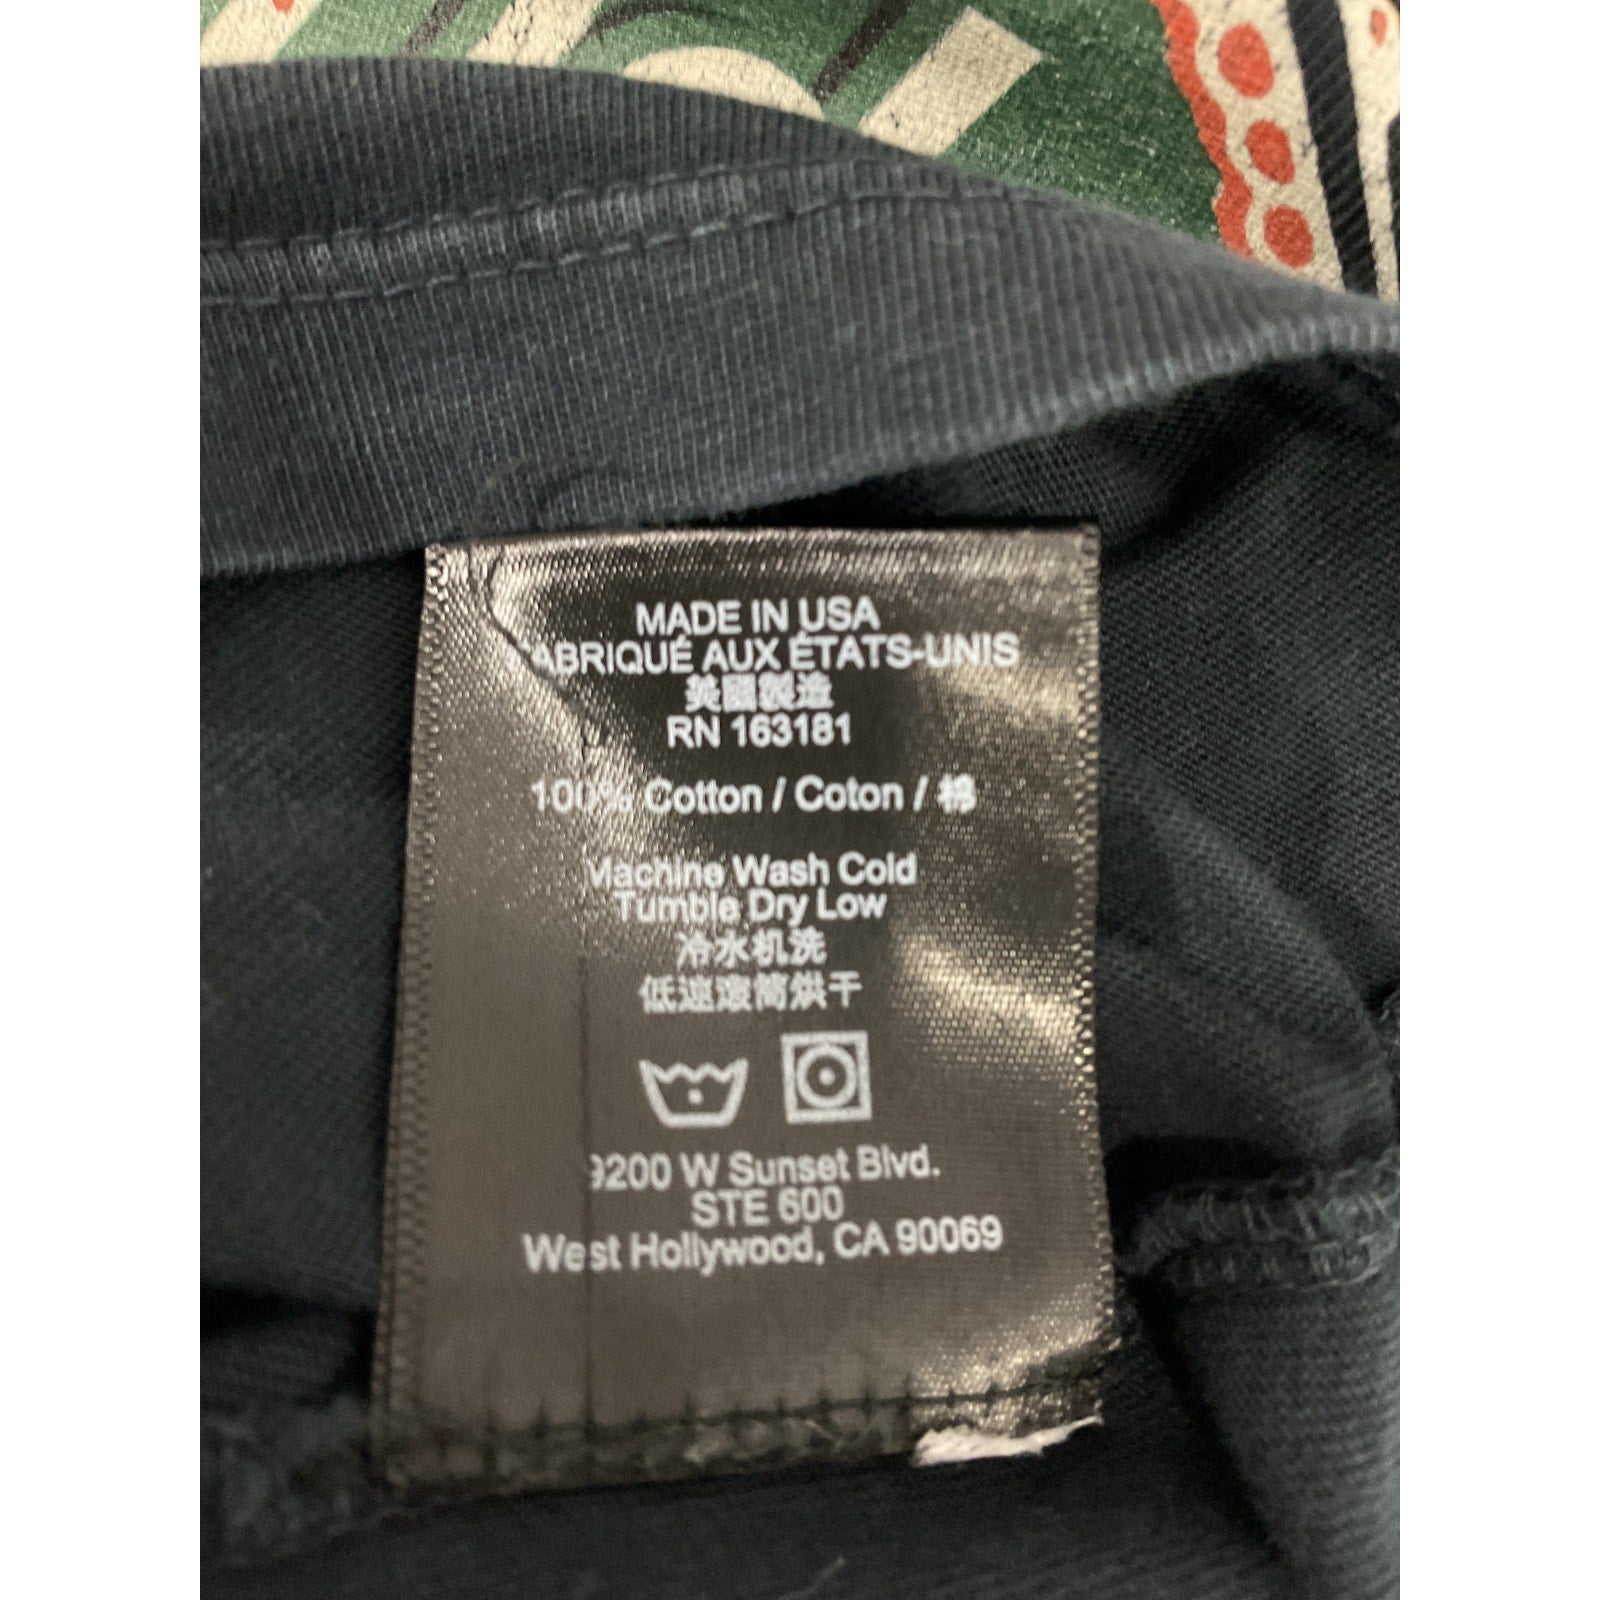 MADE IN USA
FABRIQUÉ AUX ÉTATS-UNIS
美國製造
RN 163181
100% Cotton / Coton / 棉
Machine Wash Cold
Tumble Dry Low
冷水机洗
低速滚筒烘干
9200 W Sunset Blvd.
STE 600
West Hollywood, CA 90069